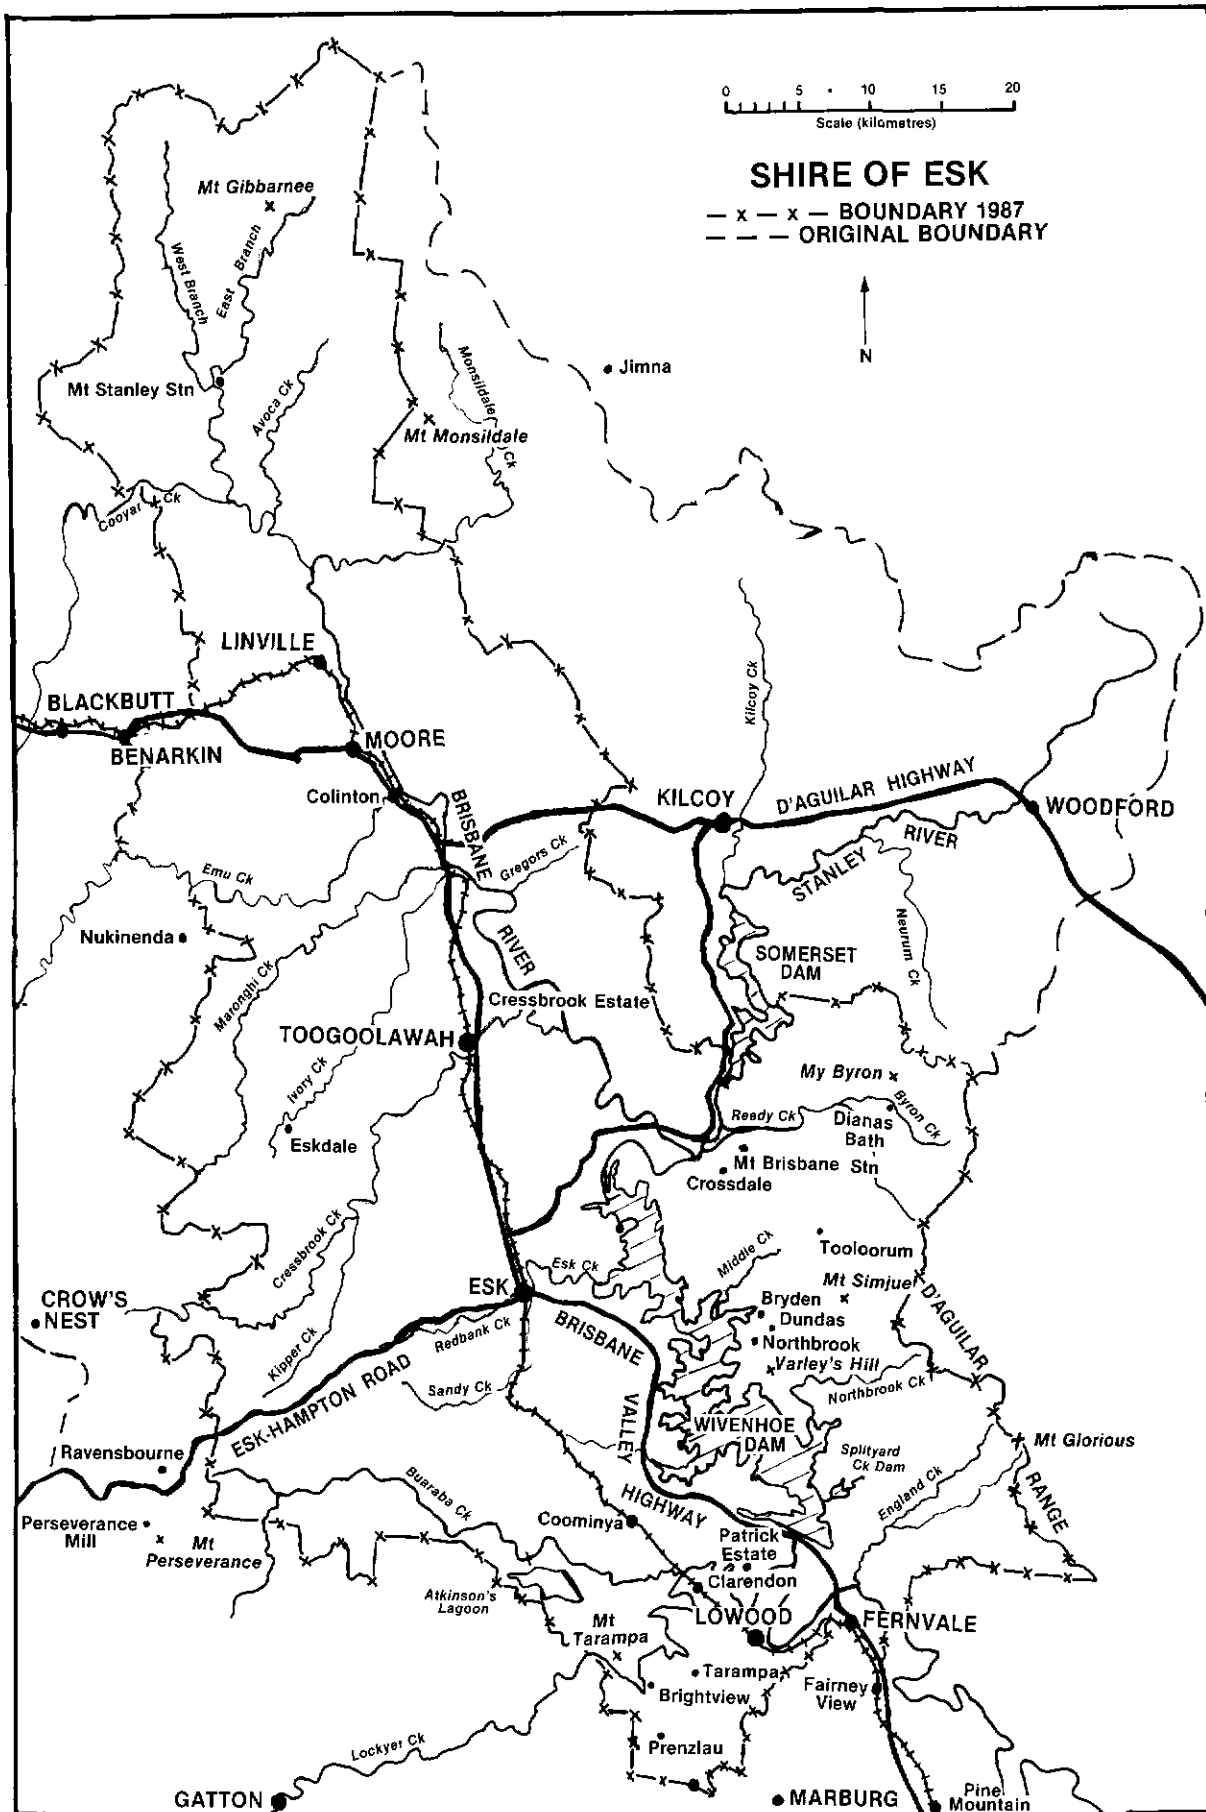 0 5 10 15 20
Scale (kilometres)
SHIRE OF ESK
— x — x — BOUNDARY 1987
— — — ORIGINAL BOUNDARY
N
Mt Gibbarnee
West Branch
East Branch
Mt Stanley Stn
Avoca Ck
Monsildale Ck
Jimna
Mt Monsildale
Cooyar Ck
LINVILLE
BLACKBUTT
BENARKIN
MOORE
Colinton
Kilcoy Ck
KILCOY
D'AGUILAR HIGHWAY
WOODFORD
BRISBANE
RIVER
Gregors Ck
STANLEY
RIVER
Emu Ck
Nukinenda
Neurum Ck
SOMERSET
DAM
Maronghi Ck
Cressbrook Estate
TOOGOOLAWAH
Ivory Ck
My Byron
Byron Ck
Reedy Ck
Dianas
Bath
Eskdale
Mt Brisbane Stn
Crossdale
Cressbrook Ck
Middle Ck
Tooloorum
Esk Ck
Mt Simjue
ESK
D'AGUILAR
RANGE
CROW'S
NEST
Bryden
Dundas
Northbrook
Varley's Hill
Northbrook Ck
Redbank Ck
BRISBANE
VALLEY
HIGHWAY
Kipper Ck
Sandy Ck
ESK-HAMPTON ROAD
WIVENHOE
DAM
Splityard
Ck Dam
Mt Glorious
England Ck
Ravensbourne
Buaraba Ck
Perseverance
Mill
Mt
Perseverance
Coominya
Patrick
Estate
Clarendon
Atkinson's
Lagoon
LOWOOD
FERNVALE
Mt
Tarampa
Tarampa
Brightview
Fairney
View
Prenzlau
Lockyer Ck
GATTON
MARBURG
Pine
Mountain